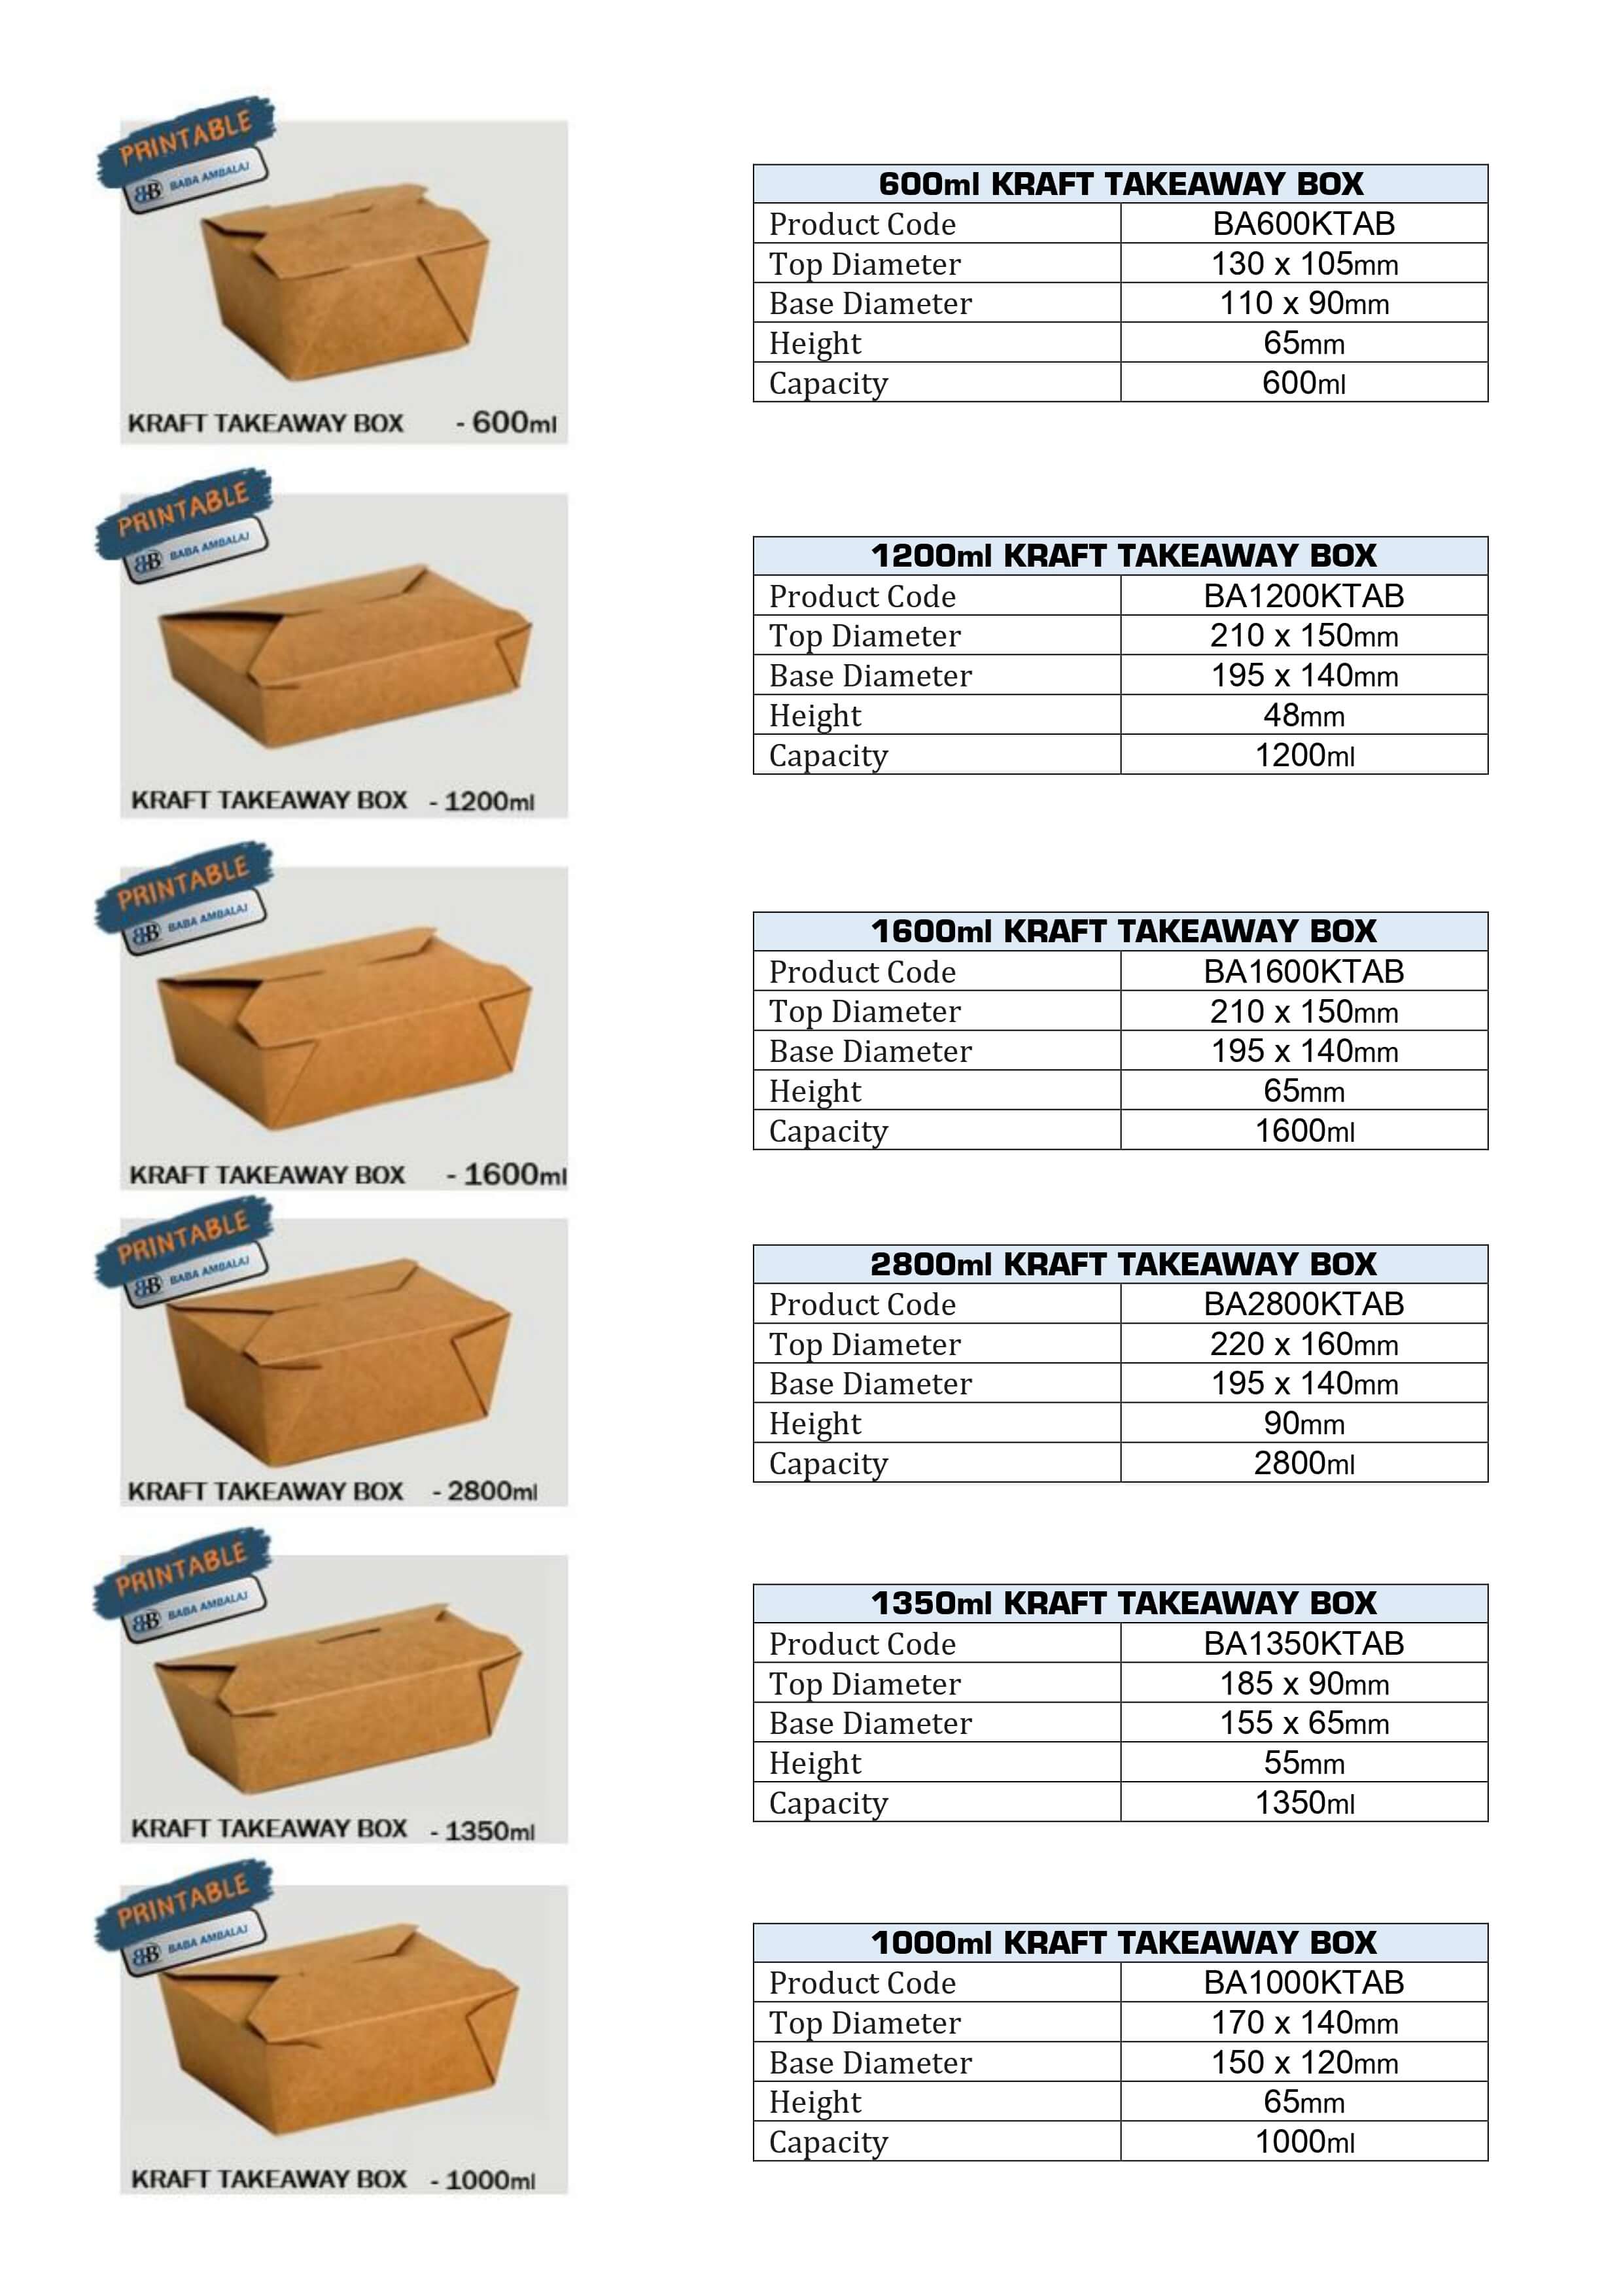 PRINTABLE
BB BABA AMBALAJ
KRAFT TAKEAWAY BOX - 600ml
600ml KRAFT TAKEAWAY BOX
Product Code BA600KTAB
Top Diameter 130 x 105mm
Base Diameter 110 x 90mm
Height 65mm
Capacity 600ml
PRINTABLE
BB BABA AMBALAJ
KRAFT TAKEAWAY BOX - 1200ml
1200ml KRAFT TAKEAWAY BOX
Product Code BA1200KTAB
Top Diameter 210 x 150mm
Base Diameter 195 x 140mm
Height 48mm
Capacity 1200ml
PRINTABLE
BB BABA AMBALAJ
KRAFT TAKEAWAY BOX - 1600ml
1600ml KRAFT TAKEAWAY BOX
Product Code BA1600KTAB
Top Diameter 210 x 150mm
Base Diameter 195 x 140mm
Height 65mm
Capacity 1600ml
PRINTABLE
BB BABA AMBALAJ
KRAFT TAKEAWAY BOX - 2800ml
2800ml KRAFT TAKEAWAY BOX
Product Code BA2800KTAB
Top Diameter 220 x 160mm
Base Diameter 195 x 140mm
Height 90mm
Capacity 2800ml
PRINTABLE
BB BABA AMBALAJ
KRAFT TAKEAWAY BOX - 1350ml
1350ml KRAFT TAKEAWAY BOX
Product Code BA1350KTAB
Top Diameter 185 x 90mm
Base Diameter 155 x 65mm
Height 55mm
Capacity 1350ml
PRINTABLE
BB BABA AMBALAJ
KRAFT TAKEAWAY BOX - 1000ml
1000ml KRAFT TAKEAWAY BOX
Product Code BA1000KTAB
Top Diameter 170 x 140mm
Base Diameter 150 x 120mm
Height 65mm
Capacity 1000ml